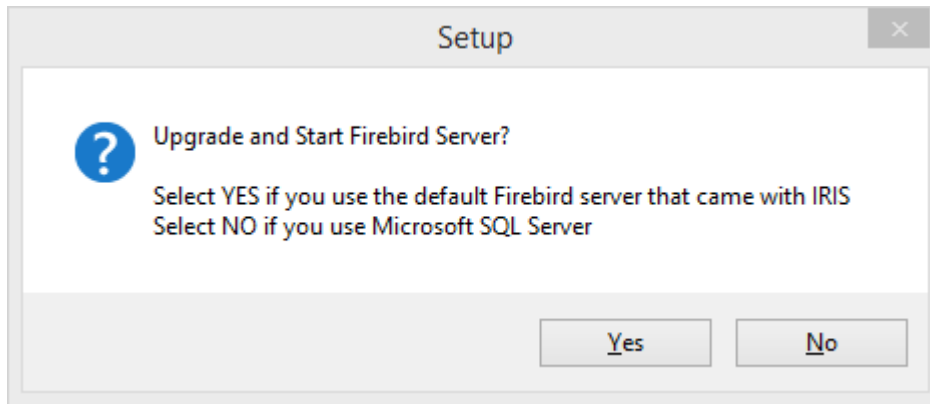 Setup
Upgrade and Start Firebird Server?
Select YES if you use the default Firebird server that came with IRIS
Select NO if you use Microsoft SQL Server
Yes
No